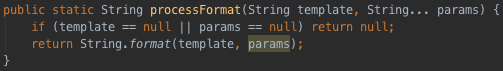 public static String processFormat(String template, String... params) {
    if (template == null || params == null) return null;
    return String.format(template, params);
}